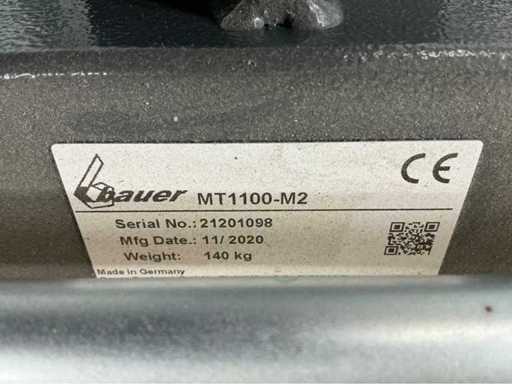 bauer MT1100-M2
CE
Serial No.: 21201098
Mfg Date.: 11/ 2020
Weight: 140 kg
Made in Germany